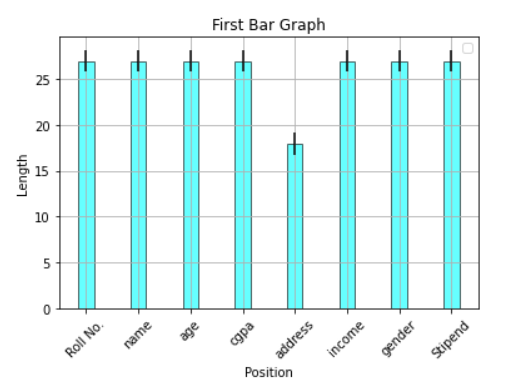 First Bar Graph
Length
25
20
15
10
5
0
Roll No.
name
age
cgpa
address
income
gender
Stipend
Position